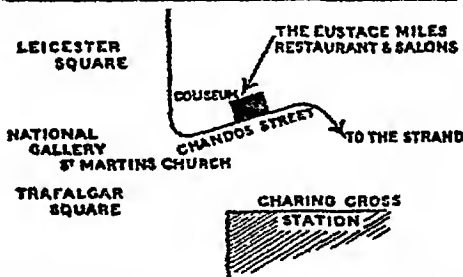 THE EUSTACE MILES
RESTAURANT & SALONS
LEICESTER
SQUARE
COLISEUM
CHANDOS STREET
TO THE STRAND
NATIONAL
GALLERY
ST MARTINS CHURCH
TRAFALGAR
SQUARE
CHARING CROSS
STATION